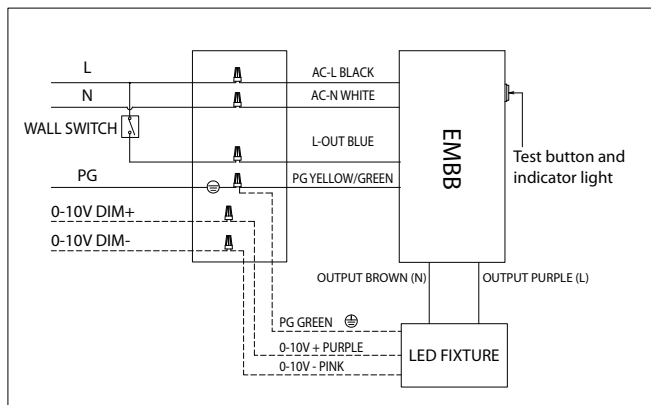 L
AC-L BLACK
N
AC-N WHITE
WALL SWITCH
L-OUT BLUE
EMBB
Test button and
indicator light
PG
PG YELLOW/GREEN
0-10V DIM+
0-10V DIM-
OUTPUT BROWN (N)
OUTPUT PURPLE (L)
PG GREEN
0-10V + PURPLE
0-10V - PINK
LED FIXTURE